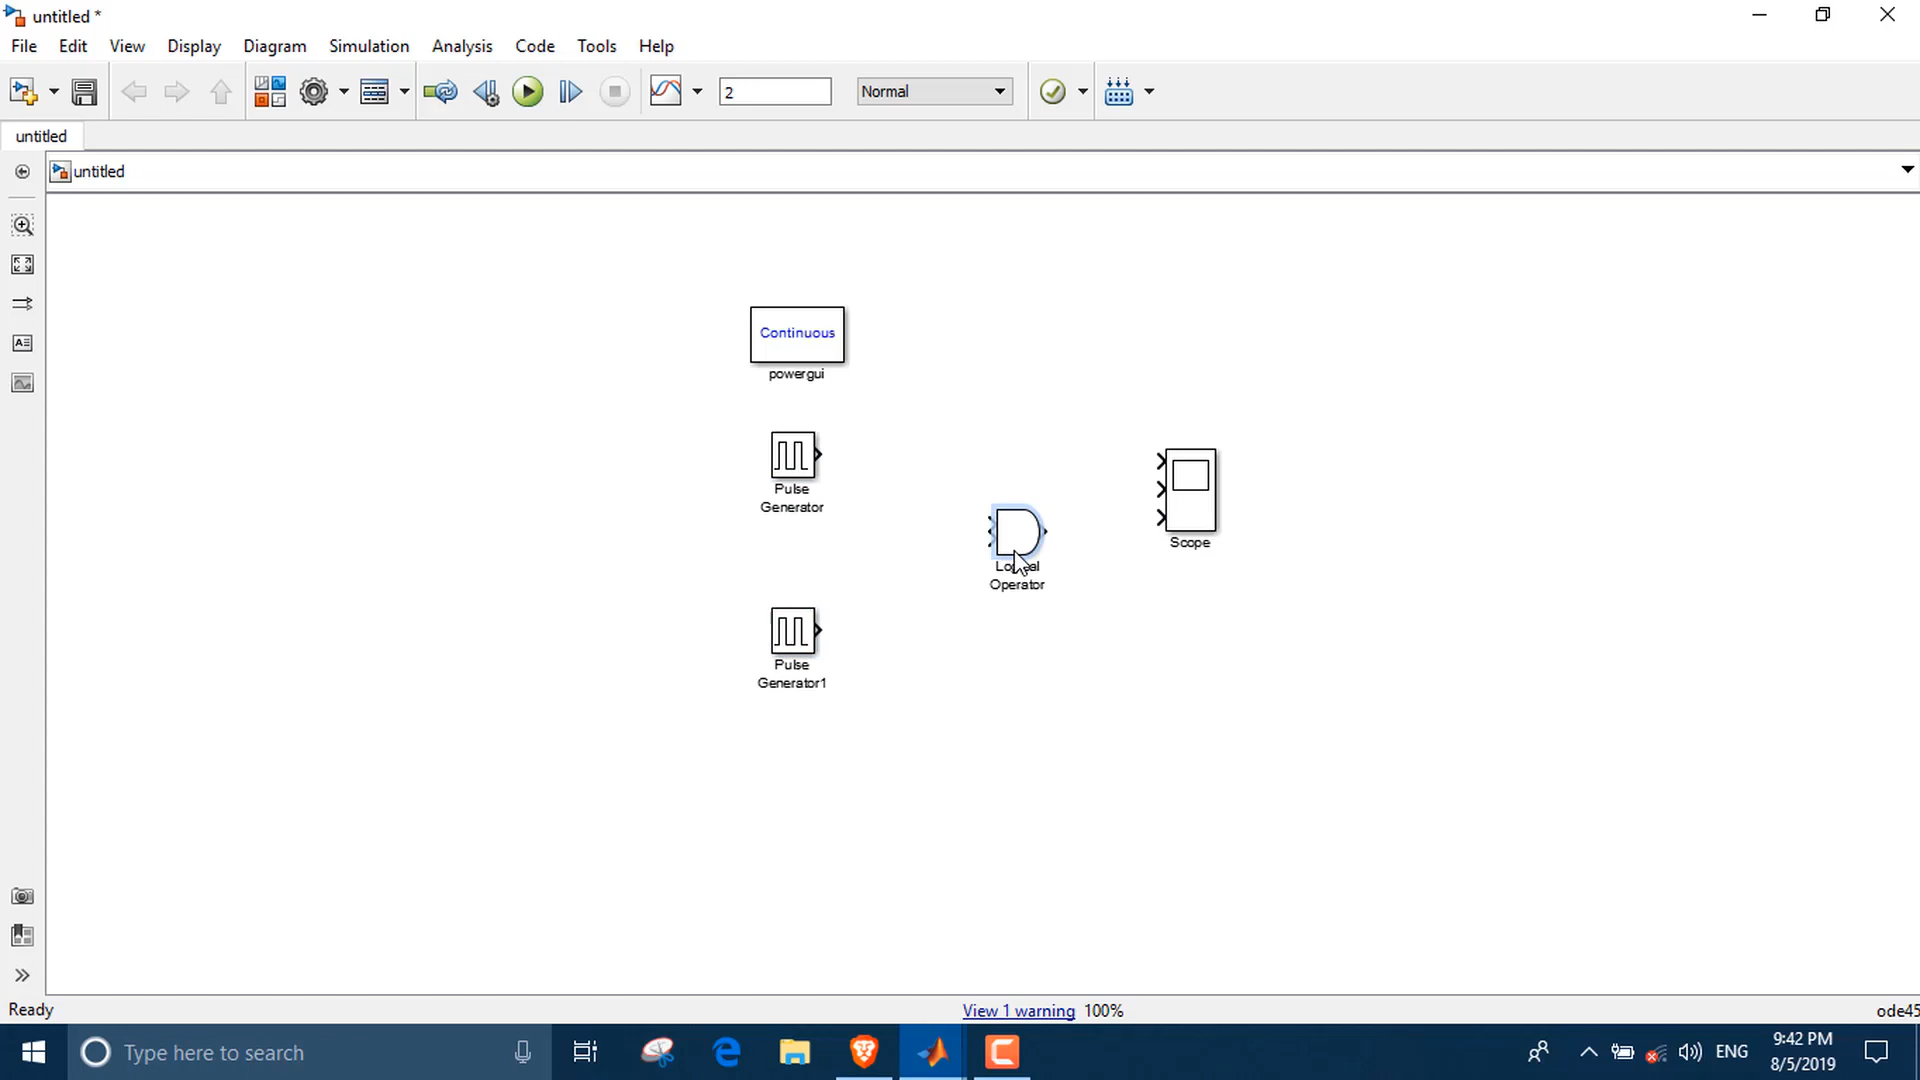 untitled *
File Edit View Display Diagram Simulation Analysis Code Tools Help
2 Normal
untitled
untitled
Continuous
powergui
Pulse
Generator
Operator
Scope
Pulse
Generator1
Ready View 1 warning 100% ode45
Type here to search ENG 9:42 PM
8/5/2019